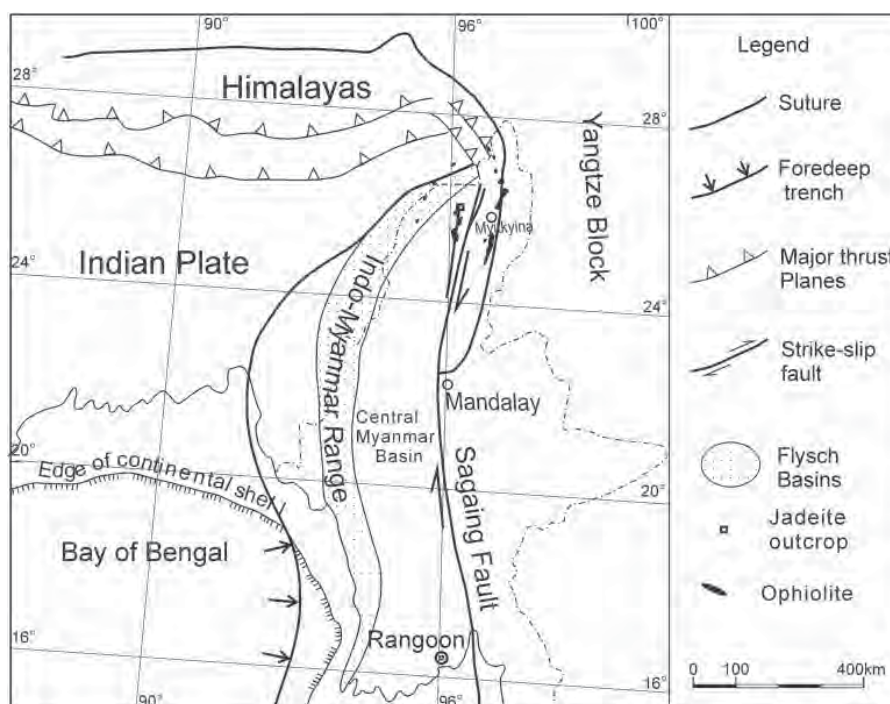 90°
96°
100°
28°
Himalayas
28°
Yangtze Block
Indian Plate
24°
24°
Indo-Myanmar Range
Mandalay
Central
Myanmar
Basin
20°
20°
Edge of continental shelf
Bay of Bengal
Sagaing Fault
Rangoon
16°
16°
90°
96°
Legend
Suture
Foredeep
trench
Major thrust
Planes
Strike-slip
fault
Flysch
Basins
Jadeite
outcrop
Ophiolite
0 100 400km